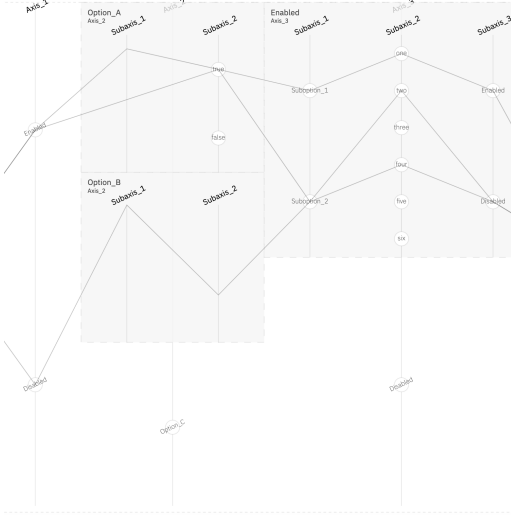 Axis_1
Option_A
Axis_2
Axis_2
Enabled
Axis_3
Subaxis_1
Subaxis_2
Subaxis_1
Subaxis_2
Subaxis_3
one
true
Suboption_1
two
Enabled
Enabled
three
false
four
Option_B
Axis_2
Subaxis_1
Subaxis_2
Suboption_2
five
Disabled
six
Disabled
Disabled
Option_C